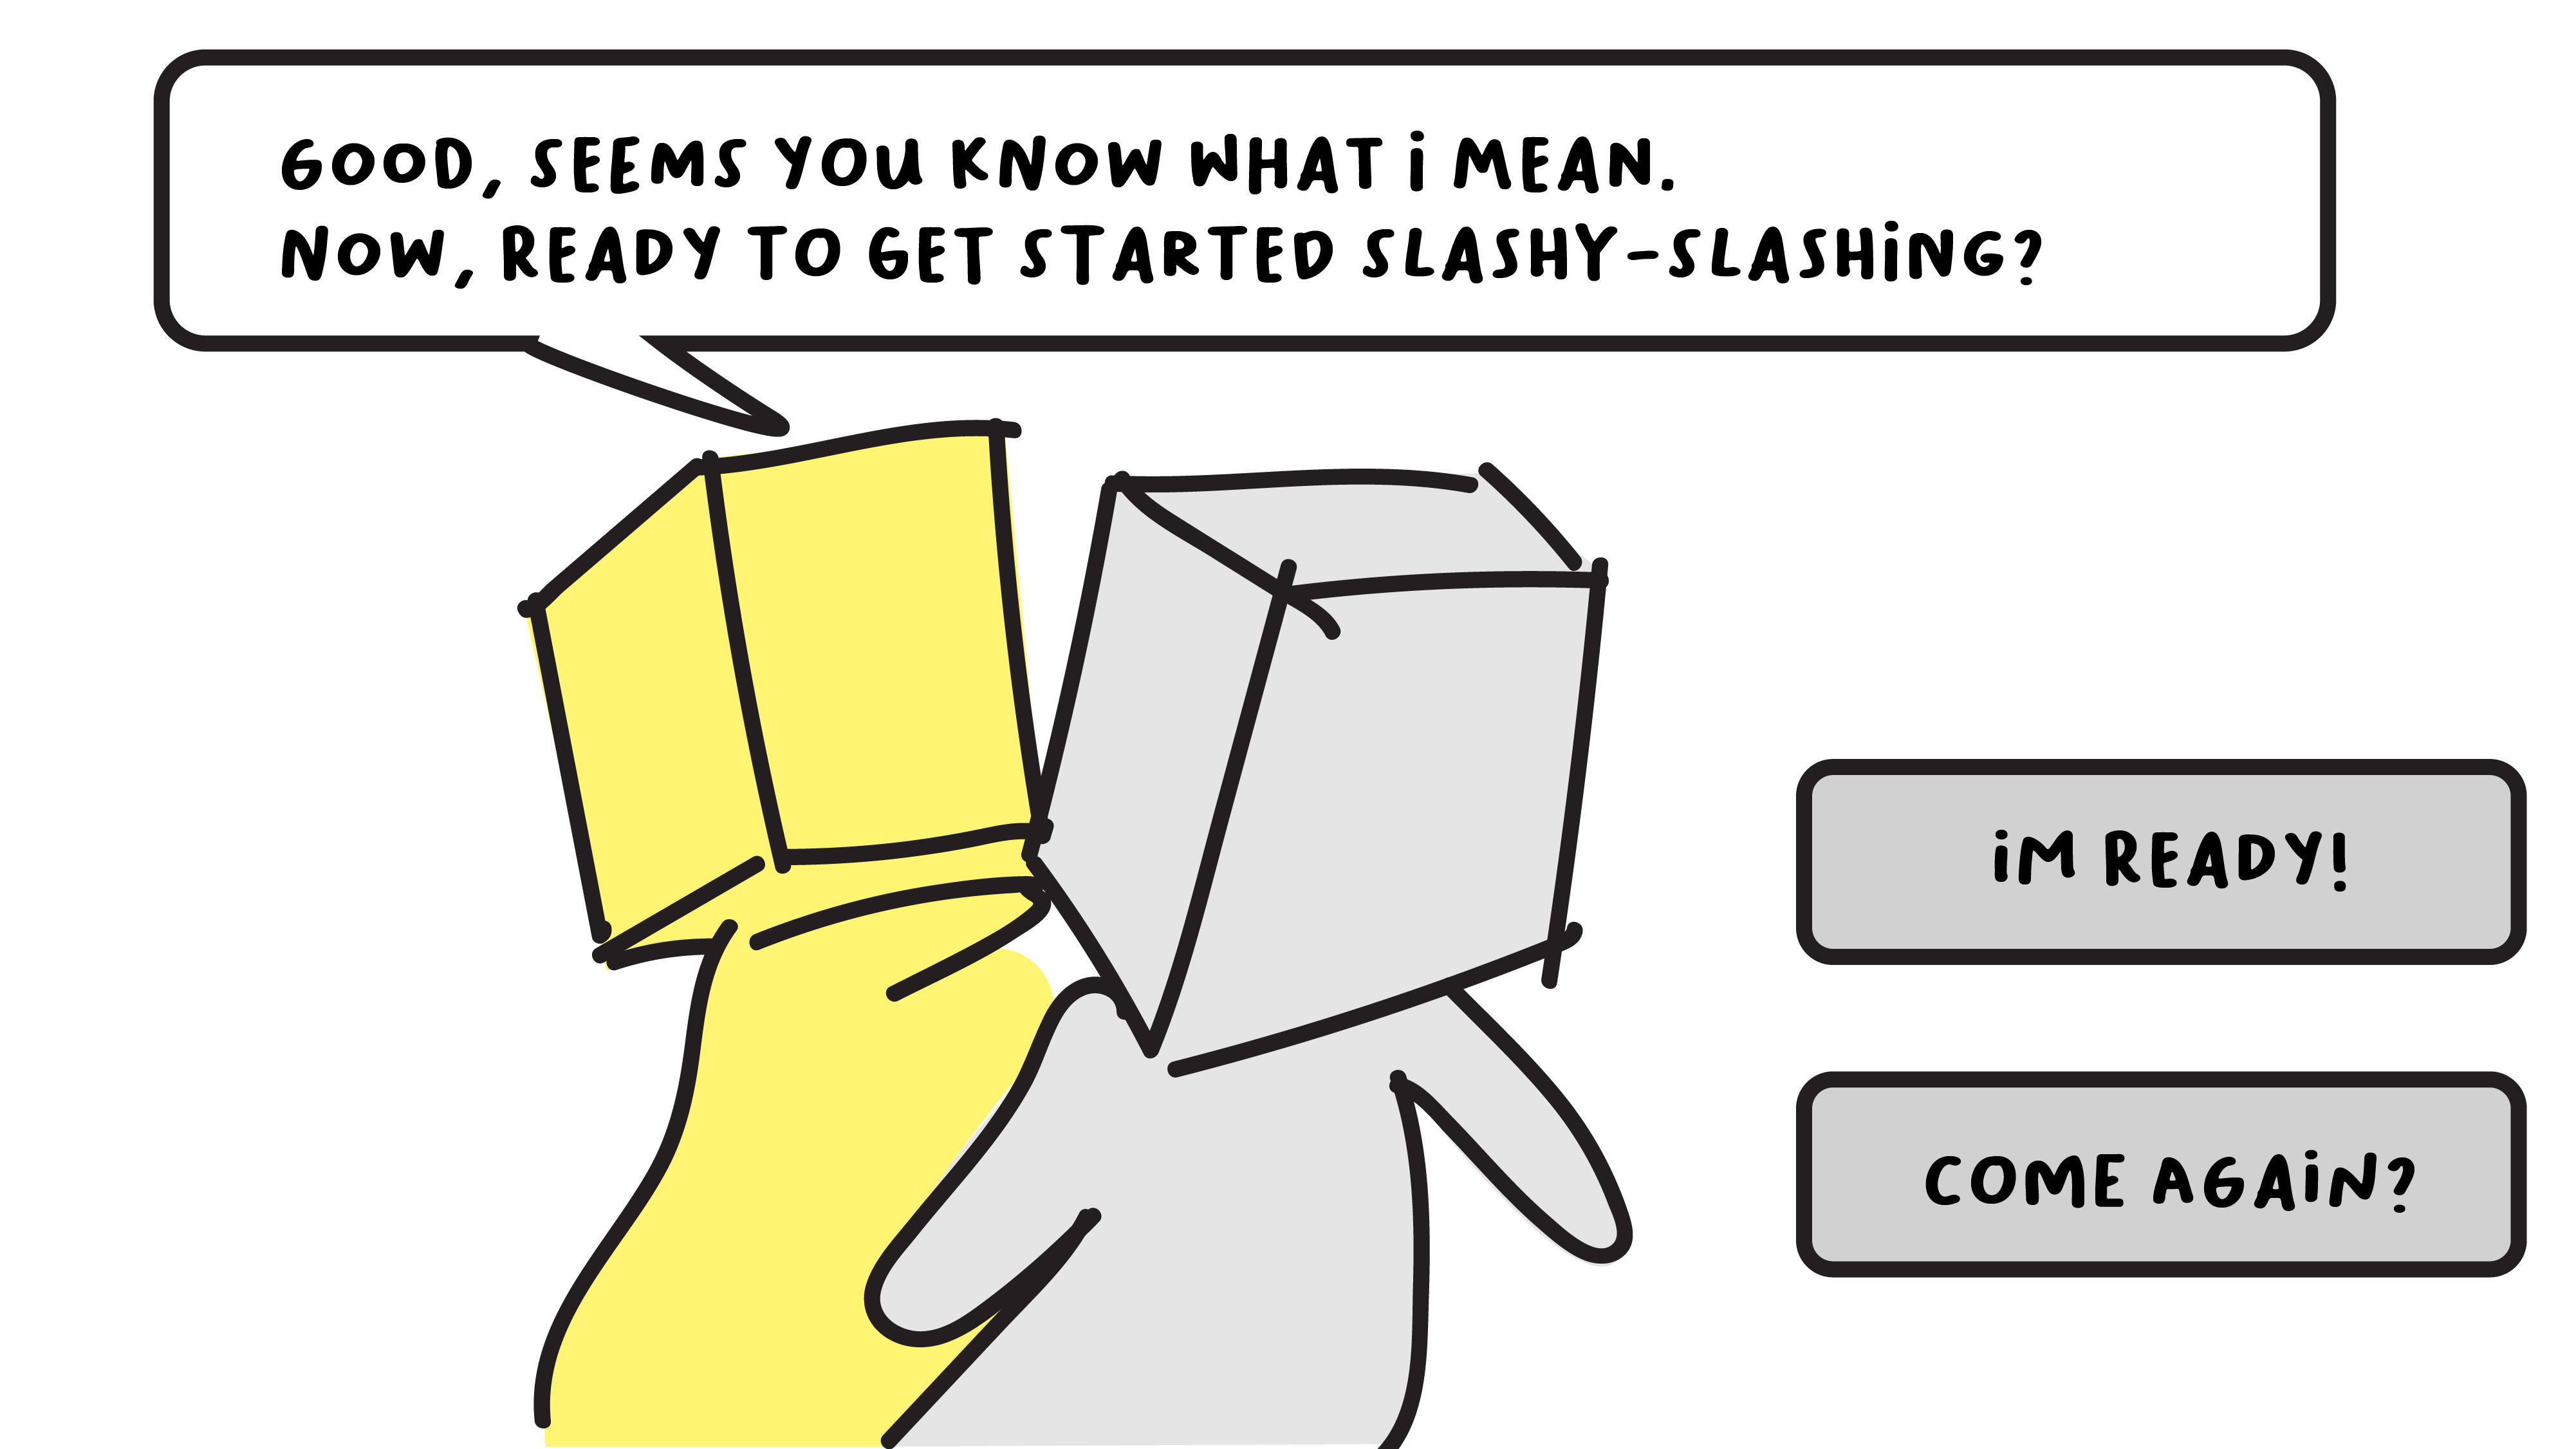 GOOD, SEEMS YOU KNOW WHAT i MEAN.
NOW, READY TO GET STARTED SLASHY-SLASHiNG?
iM READY!
COME AGAiN?